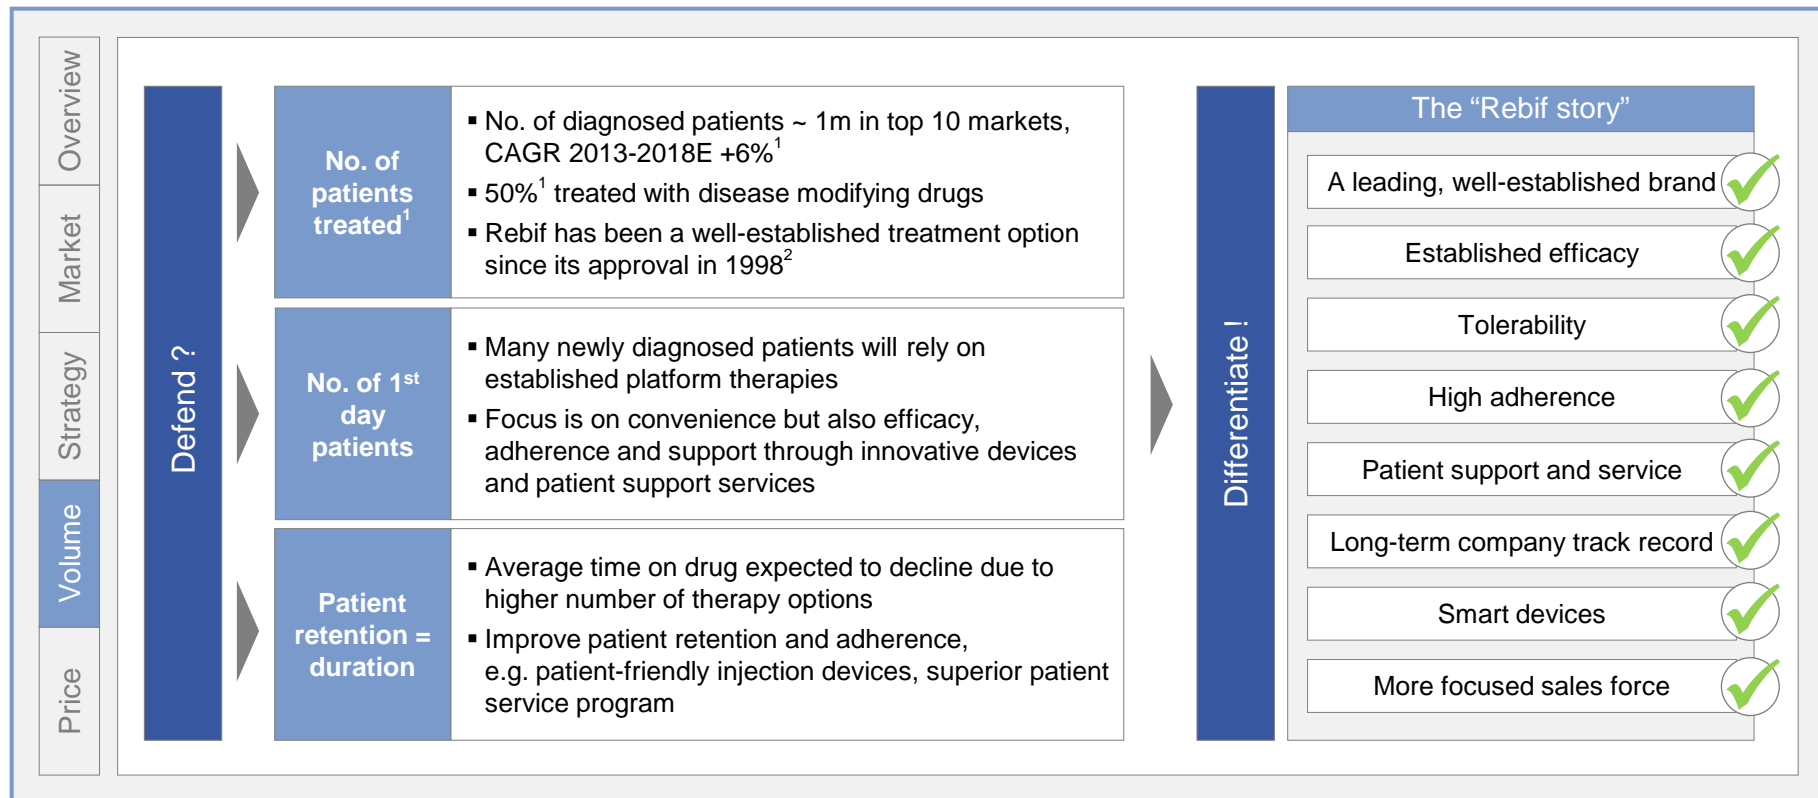 Overview
Market
Strategy
Volume
Price
Defend ?
No. of
patients
treated¹
▪ No. of diagnosed patients ~ 1m in top 10 markets,
CAGR 2013-2018E +6%¹
▪ 50%¹ treated with disease modifying drugs
▪ Rebif has been a well-established treatment option
since its approval in 1998²
No. of 1st
day
patients
▪ Many newly diagnosed patients will rely on
established platform therapies
▪ Focus is on convenience but also efficacy,
adherence and support through innovative devices
and patient support services
Patient
retention =
duration
▪ Average time on drug expected to decline due to
higher number of therapy options
▪ Improve patient retention and adherence,
e.g. patient-friendly injection devices, superior patient
service program
Differentiate !
The “Rebif story”
A leading, well-established brand
Established efficacy
Tolerability
High adherence
Patient support and service
Long-term company track record
Smart devices
More focused sales force